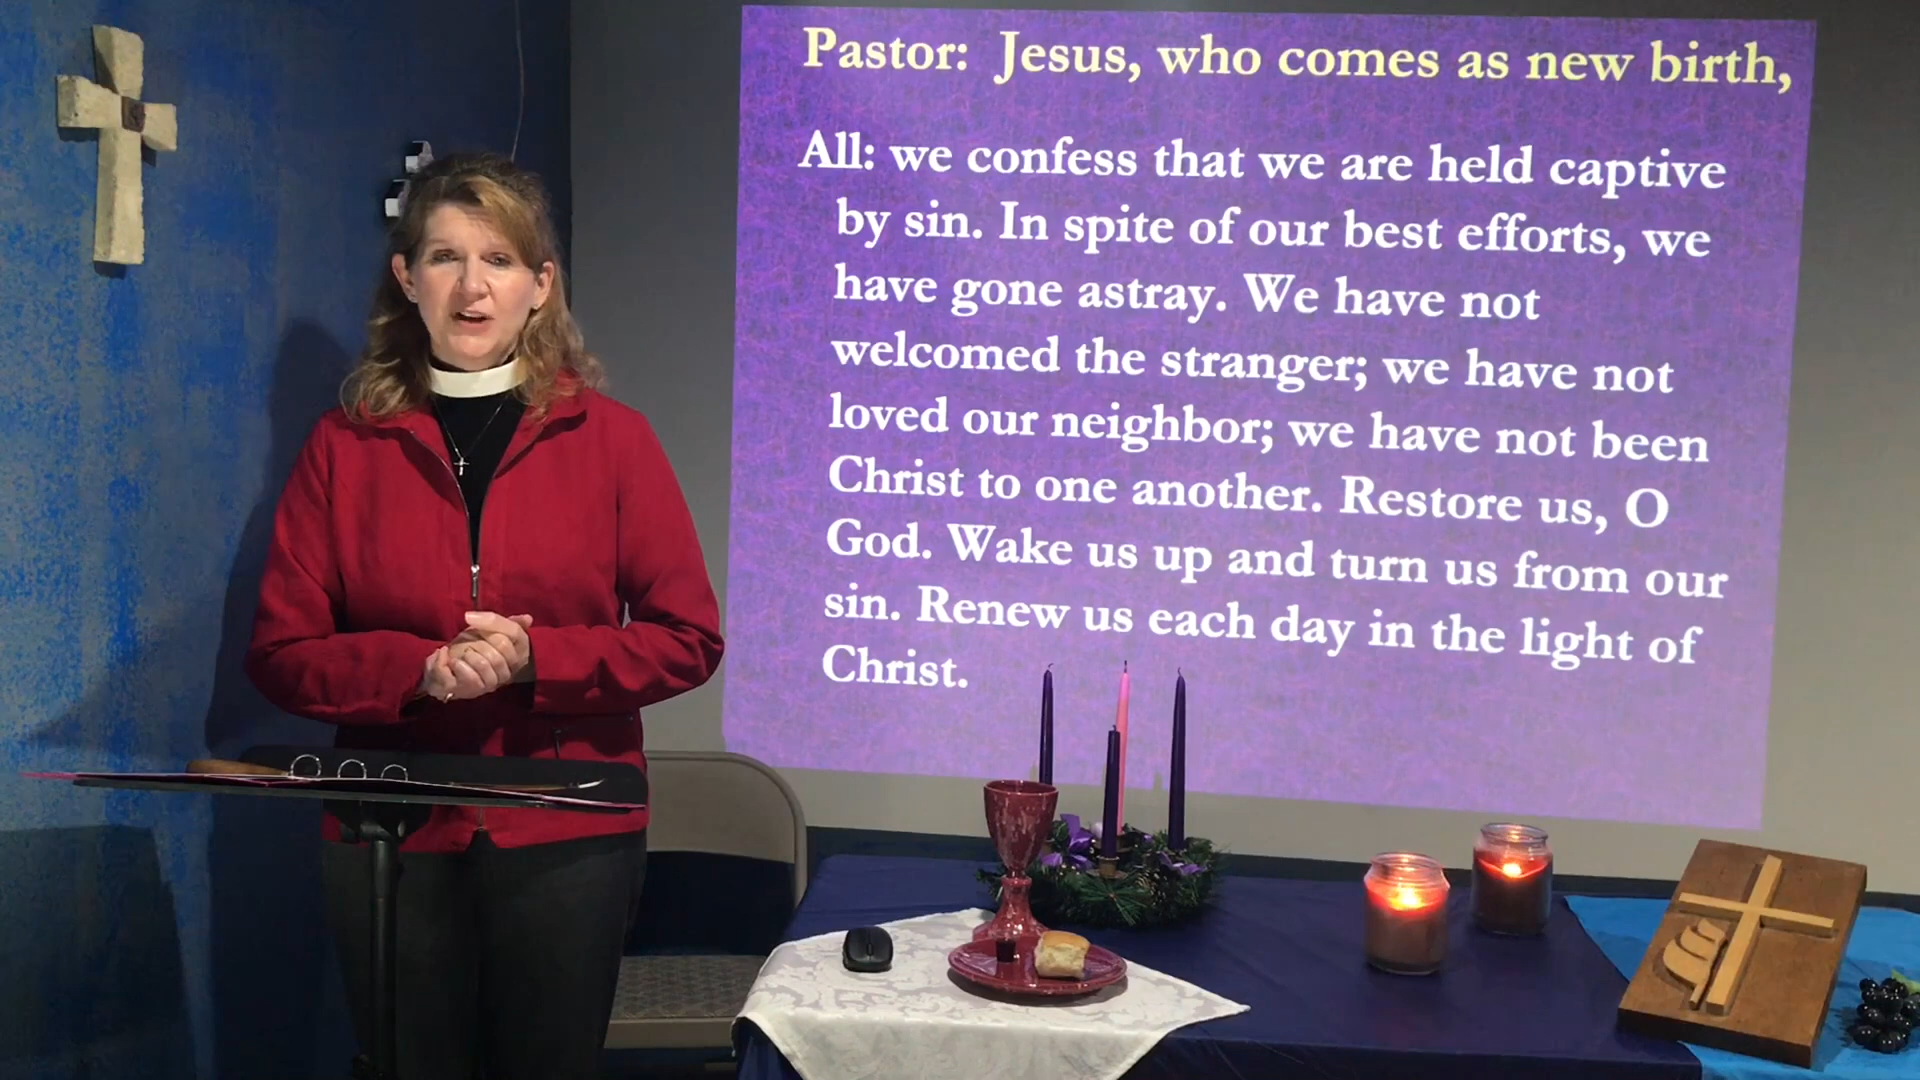 Pastor: Jesus, who comes as new birth,
All: we confess that we are held captive
by sin. In spite of our best efforts, we
have gone astray. We have not
welcomed the stranger; we have not
loved our neighbor; we have not been
Christ to one another. Restore us, O
God. Wake us up and turn us from our
sin. Renew us each day in the light of
Christ.